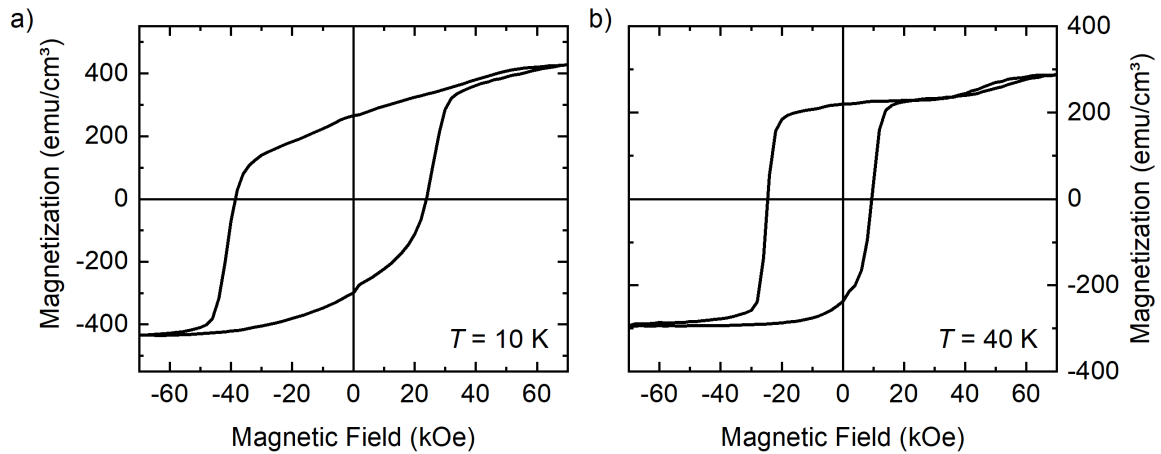 a)
Magnetization (emu/cm³)
400
200
0
-200
-400
-60 -40 -20 0 20 40 60
Magnetic Field (kOe)
T = 10 K
b)
400
200
0
-200
-400
Magnetization (emu/cm³)
-60 -40 -20 0 20 40 60
Magnetic Field (kOe)
T = 40 K